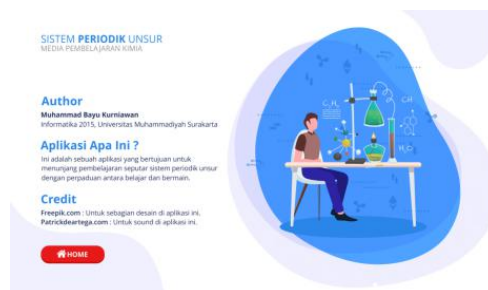 SISTEM PERIODIK UNSUR
MEDIA PEMBELAJARAN KIMIA
Author
Muhammad Bayu Kurniawan
Informatika 2015, Universitas Muhammadiyah Surakarta
Aplikasi Apa Ini ?
Ini adalah sebuah aplikasi yang bertujuan untuk
menunjang pembelajaran seputar sistem periodik unsur
dengan perpaduan antara belajar dan bermain.
Credit
Freepik.com : Untuk sebagian desain di aplikasi ini.
Patrickdeartega.com : Untuk sound di aplikasi ini.
HOME